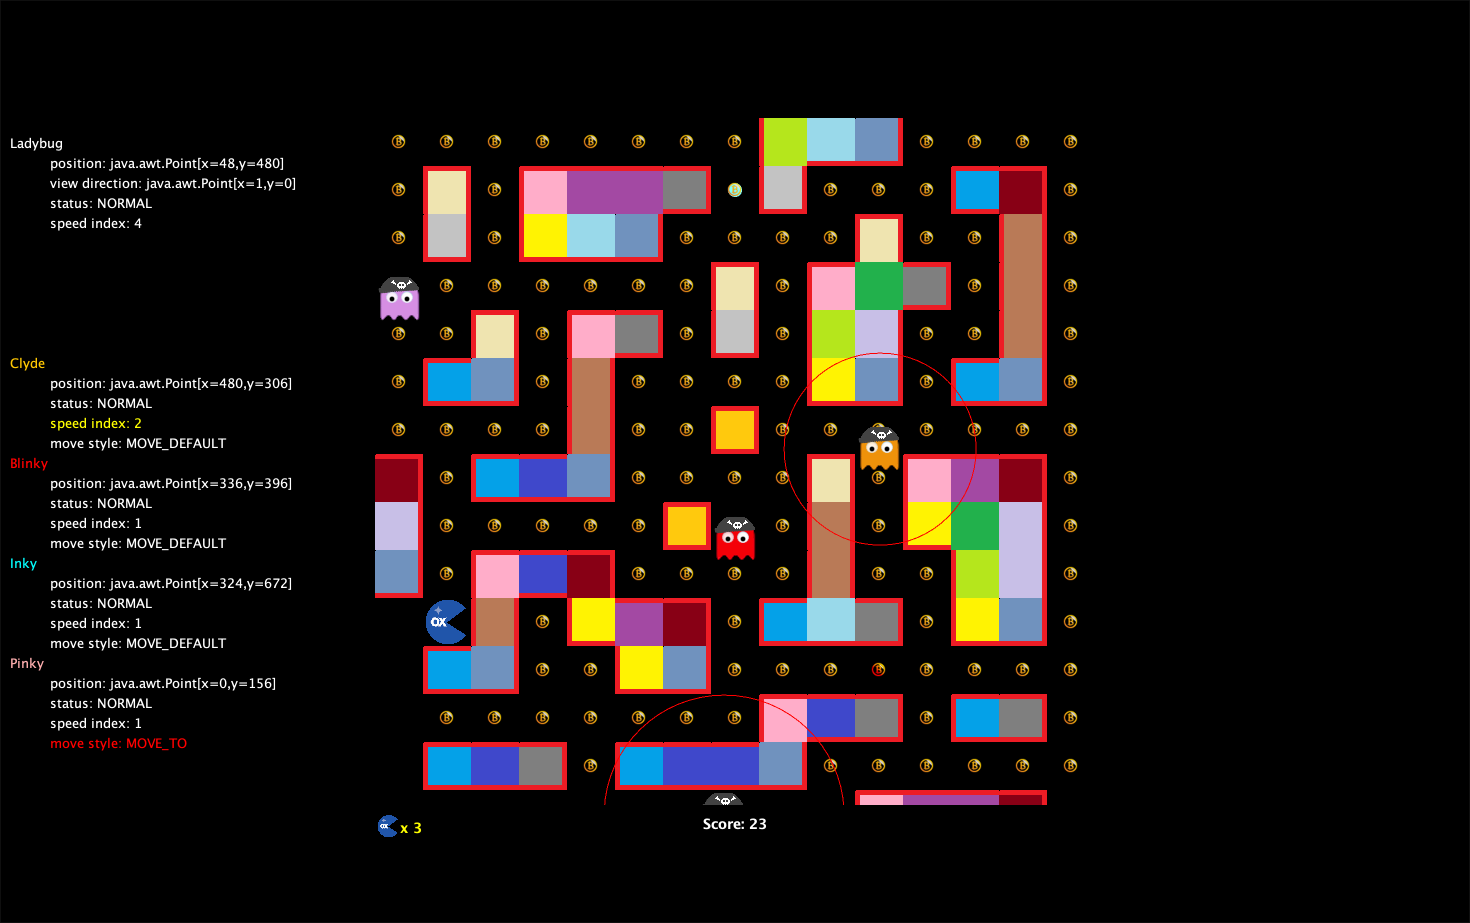 Ladybug
position: java.awt.Point[x=48,y=480]
view direction: java.awt.Point[x=1,y=0]
status: NORMAL
speed index: 4
Clyde
position: java.awt.Point[x=480,y=306]
status: NORMAL
speed index: 2
move style: MOVE_DEFAULT
Blinky
position: java.awt.Point[x=336,y=396]
status: NORMAL
speed index: 1
move style: MOVE_DEFAULT
Inky
position: java.awt.Point[x=324,y=672]
status: NORMAL
speed index: 1
move style: MOVE_DEFAULT
Pinky
position: java.awt.Point[x=0,y=156]
status: NORMAL
speed index: 1
move style: MOVE_TO
OX
OX x 3
Score: 23